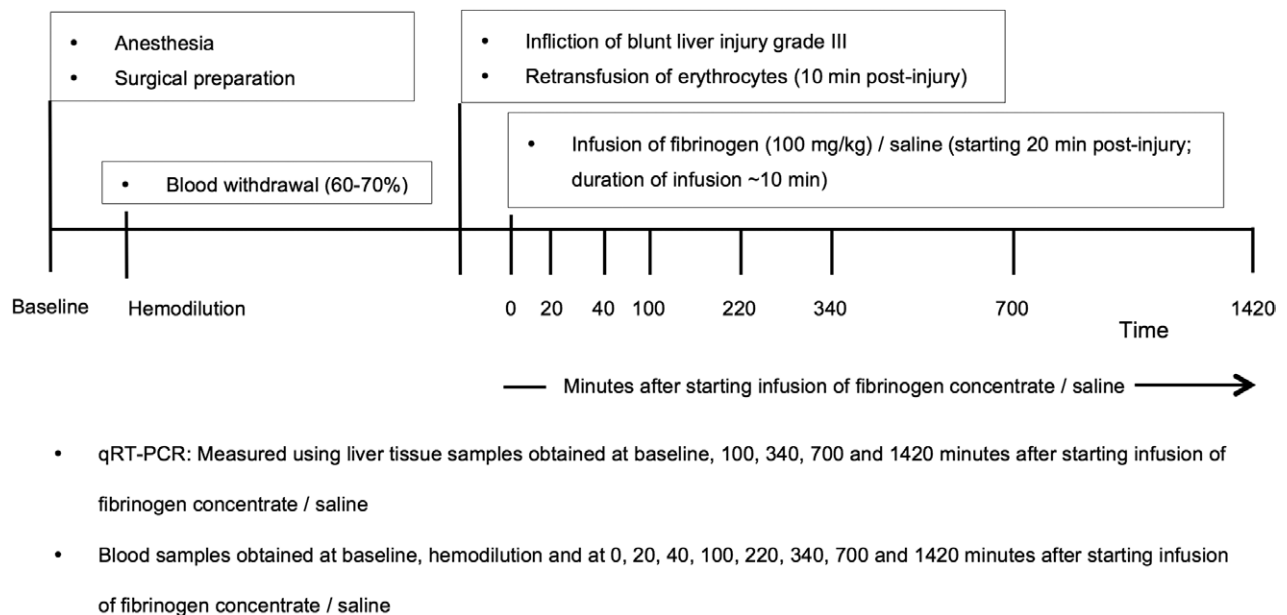 • Anesthesia
• Surgical preparation
• Infliction of blunt liver injury grade III
• Retransfusion of erythrocytes (10 min post-injury)
• Blood withdrawal (60-70%)
• Infusion of fibrinogen (100 mg/kg) / saline (starting 20 min post-injury;
duration of infusion ~10 min)
Baseline Hemodilution 0 20 40 100 220 340 700 1420
Time
Minutes after starting infusion of fibrinogen concentrate / saline
• qRT-PCR: Measured using liver tissue samples obtained at baseline, 100, 340, 700 and 1420 minutes after starting infusion of
fibrinogen concentrate / saline
• Blood samples obtained at baseline, hemodilution and at 0, 20, 40, 100, 220, 340, 700 and 1420 minutes after starting infusion
of fibrinogen concentrate / saline